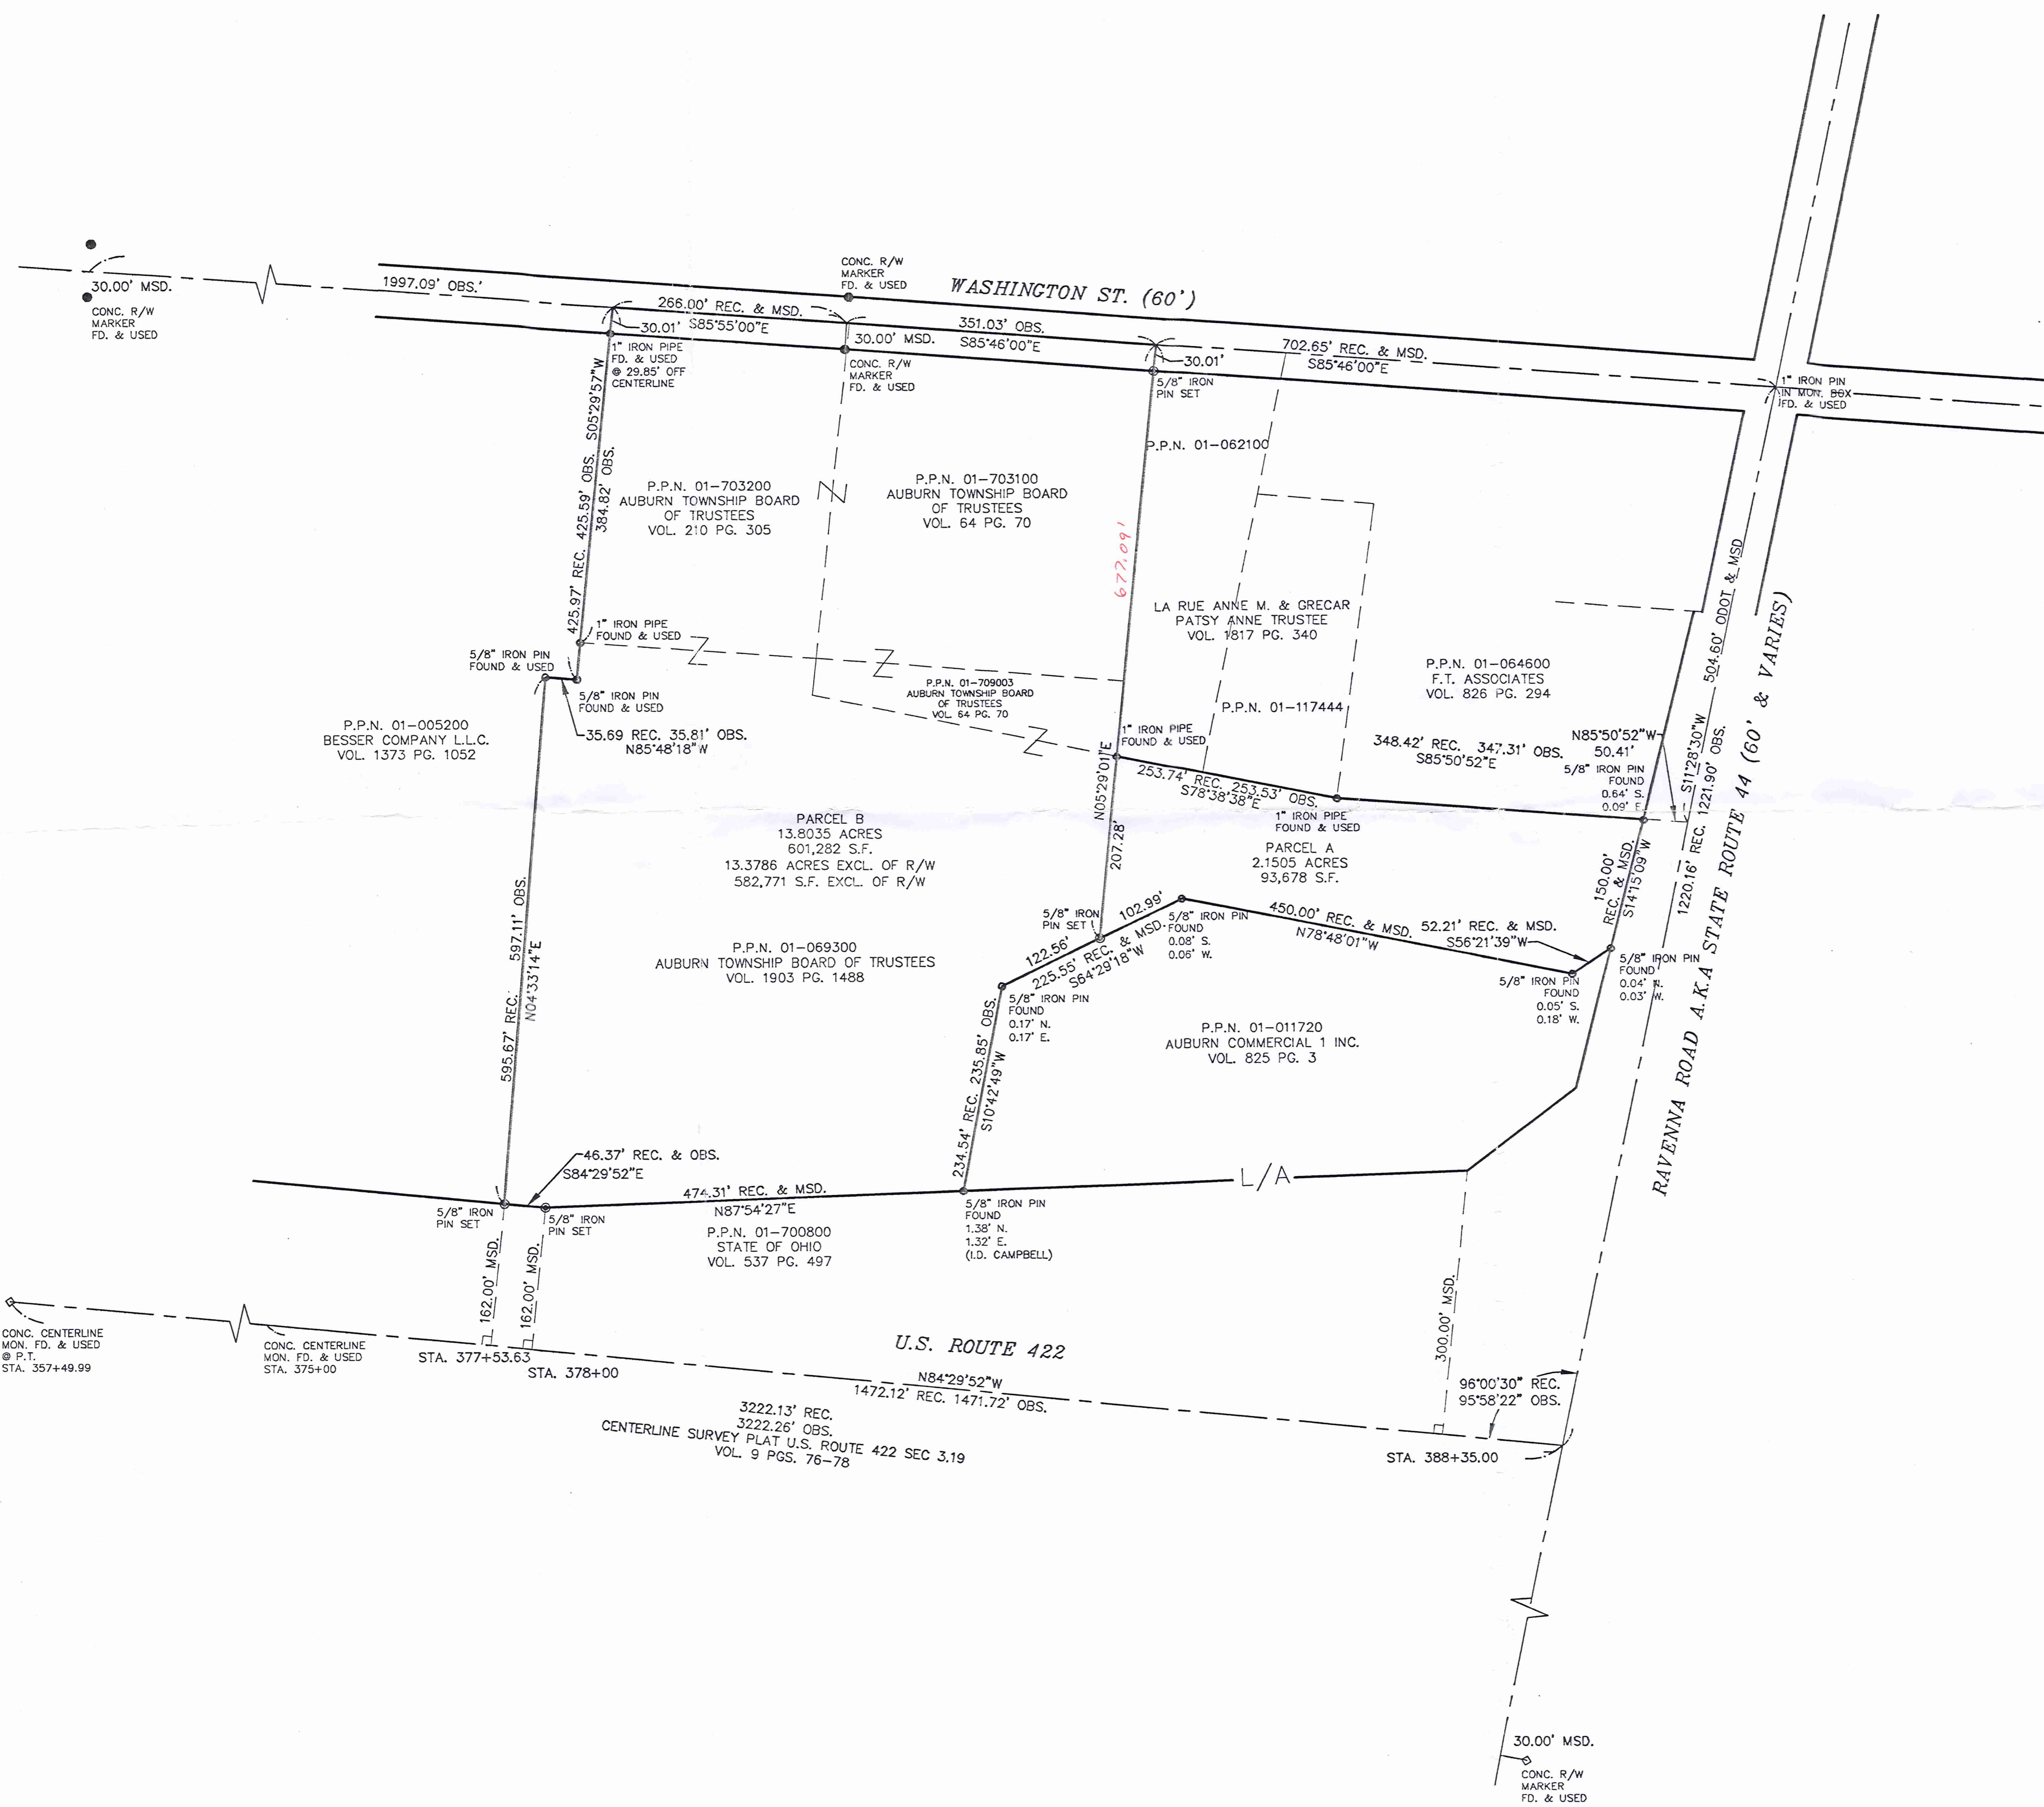 CONC. R/W
MARKER
FD. & USED
WASHINGTON ST. (60')
30.00' MSD.
CONC. R/W
MARKER
FD. & USED
1997.09' OBS.'
266.00' REC. & MSD.
S85°55'00"E
30.01'
351.03' OBS.
S85°46'00"E
30.00' MSD.
30.01'
702.65' REC. & MSD.
S85°46'00"E
1" IRON PIPE
FD. & USED
@ 29.85' OFF
CENTERLINE
CONC. R/W
MARKER
FD. & USED
5/8" IRON
PIN SET
1" IRON PIN
IN MON. BOX
FD. & USED
425.97' REC. 425.59' OBS. S05°29'57"W
384.82' OBS.
P.P.N. 01-703200
AUBURN TOWNSHIP BOARD
OF TRUSTEES
VOL. 210 PG. 305
P.P.N. 01-703100
AUBURN TOWNSHIP BOARD
OF TRUSTEES
VOL. 64 PG. 70
P.P.N. 01-062100
677.09'
LA RUE ANNE M. & GRECAR
PATSY ANNE TRUSTEE
VOL. 1817 PG. 340
P.P.N. 01-064600
F.T. ASSOCIATES
VOL. 826 PG. 294
S11°28'30"W 504.60' ODOT & MSD
1220.16' REC. 1221.90' OBS.
RAVENNA ROAD A.K.A STATE ROUTE 44 (60' & VARIES)
1" IRON PIPE
FOUND & USED
5/8" IRON PIN
FOUND & USED
5/8" IRON PIN
FOUND & USED
35.69 REC. 35.81' OBS.
N85°48'18"W
P.P.N. 01-709003
AUBURN TOWNSHIP BOARD
OF TRUSTEES
VOL. 64 PG. 70
P.P.N. 01-117444
P.P.N. 01-005200
BESSER COMPANY L.L.C.
VOL. 1373 PG. 1052
1" IRON PIPE
FOUND & USED
N05°29'01"E
207.28'
253.74' REC. 253.53' OBS.
S78°38'38"E
348.42' REC. 347.31' OBS.
S85°50'52"E
N85°50'52"W
50.41'
5/8" IRON PIN
FOUND
0.64' S.
0.09' E.
1" IRON PIPE
FOUND & USED
PARCEL B
13.8035 ACRES
601,282 S.F.
13.3786 ACRES EXCL. OF R/W
582,771 S.F. EXCL. OF R/W
PARCEL A
2.1505 ACRES
93,678 S.F.
150.00'
REC. & MSD.
S14°15'09"W
595.67' REC. 597.11' OBS.
N04°33'14"E
P.P.N. 01-069300
AUBURN TOWNSHIP BOARD OF TRUSTEES
VOL. 1903 PG. 1488
5/8" IRON
PIN SET
102.99'
122.56'
225.55' REC. & MSD.
S64°29'18"W
5/8" IRON PIN
FOUND
0.08' S.
0.06' W.
450.00' REC. & MSD.
N78°48'01"W
52.21' REC. & MSD.
S56°21'39"W
5/8" IRON PIN
FOUND
0.04' N.
0.03' W.
5/8" IRON PIN
FOUND
0.05' S.
0.18' W.
5/8" IRON PIN
FOUND
0.17' N.
0.17' E.
234.54' REC. 235.85' OBS.
S10°42'49"W
P.P.N. 01-011720
AUBURN COMMERCIAL 1 INC.
VOL. 825 PG. 3
46.37' REC. & OBS.
S84°29'52"E
474.31' REC. & MSD.
N87°54'27"E
L/A
5/8" IRON
PIN SET
5/8" IRON
PIN SET
5/8" IRON PIN
FOUND
1.38' N.
1.32' E.
(I.D. CAMPBELL)
P.P.N. 01-700800
STATE OF OHIO
VOL. 537 PG. 497
162.00' MSD.
162.00' MSD.
300.00' MSD.
CONC. CENTERLINE
MON. FD. & USED
@ P.T.
STA. 357+49.99
CONC. CENTERLINE
MON. FD. & USED
STA. 375+00
STA. 377+53.63
STA. 378+00
U.S. ROUTE 422
N84°29'52"W
1472.12' REC. 1471.72' OBS.
3222.13' REC.
3222.26' OBS.
CENTERLINE SURVEY PLAT U.S. ROUTE 422 SEC 3.19
VOL. 9 PGS. 76-78
96°00'30" REC.
95°58'22" OBS.
STA. 388+35.00
30.00' MSD.
CONC. R/W
MARKER
FD. & USED